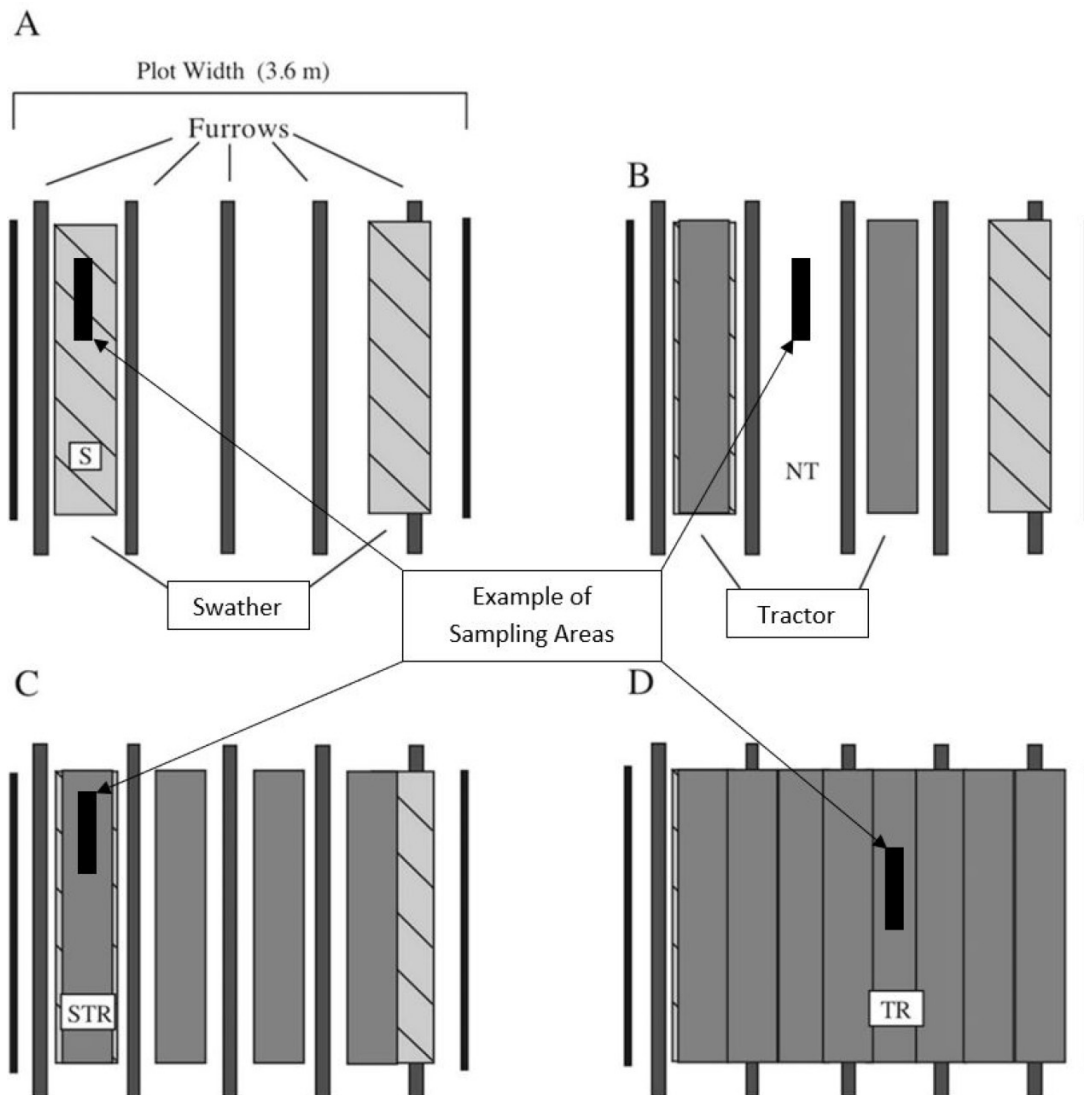 A
Plot Width (3.6 m)
Furrows
B
S
NT
Swather
Example of
Sampling Areas
Tractor
C
D
STR
TR